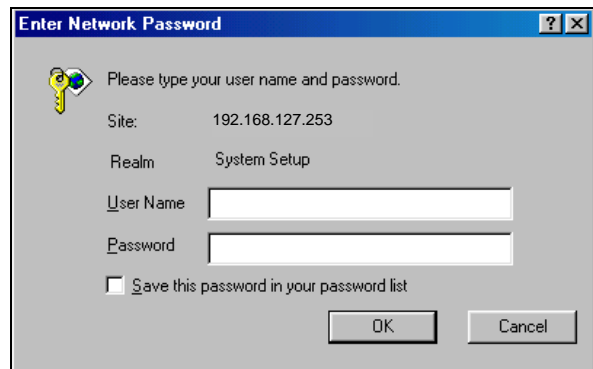 Enter Network Password
? X
Please type your user name and password.
Site: 192.168.127.253
Realm System Setup
User Name
Password
Save this password in your password list
OK Cancel